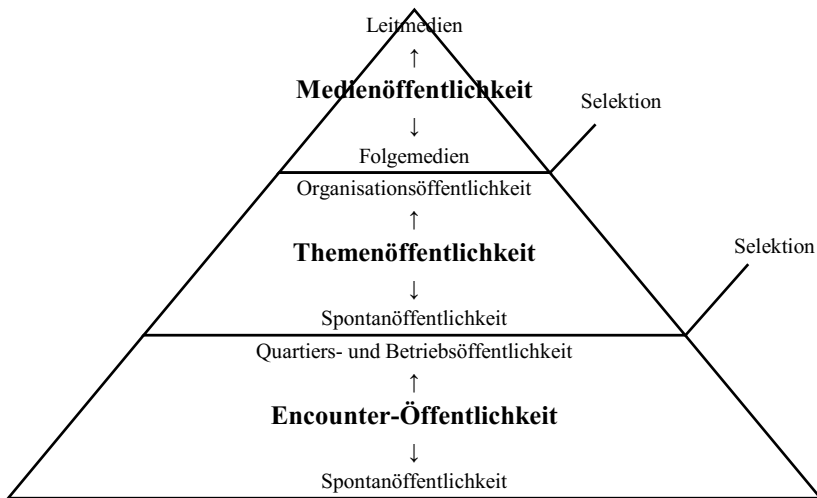 Leitmedien
↑
Medienöffentlichkeit
Selektion
↓
Folgemedien
Organisationsöffentlichkeit
↑
Themenöffentlichkeit
Selektion
↓
Spontanöffentlichkeit
Quartiers- und Betriebsöffentlichkeit
↑
Encounter-Öffentlichkeit
↓
Spontanöffentlichkeit